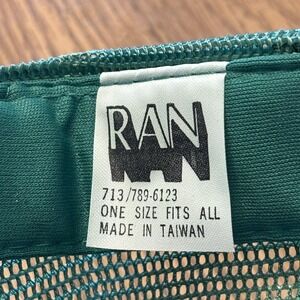 RAN
713/789-6123
ONE SIZE FITS ALL
MADE IN TAIWAN